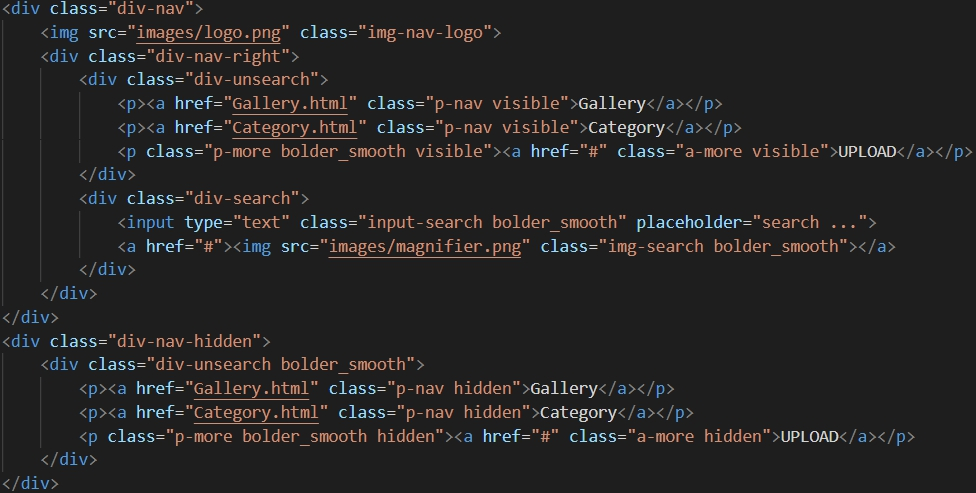 <div class="div-nav">
<img src="images/logo.png" class="img-nav-logo">
<div class="div-nav-right">
<div class="div-unsearch">
<p><a href="Gallery.html" class="p-nav visible">Gallery</a></p>
<p><a href="Category.html" class="p-nav visible">Category</a></p>
<p class="p-more bolder_smooth visible"><a href="#" class="a-more visible">UPLOAD</a></p>
</div>
<div class="div-search">
<input type="text" class="input-search bolder_smooth" placeholder="search ...">
<a href="#"><img src="images/magnifier.png" class="img-search bolder_smooth"></a>
</div>
</div>
</div>
<div class="div-nav-hidden">
<div class="div-unsearch bolder_smooth">
<p><a href="Gallery.html" class="p-nav hidden">Gallery</a></p>
<p><a href="Category.html" class="p-nav hidden">Category</a></p>
<p class="p-more bolder_smooth hidden"><a href="#" class="a-more hidden">UPLOAD</a></p>
</div>
</div>